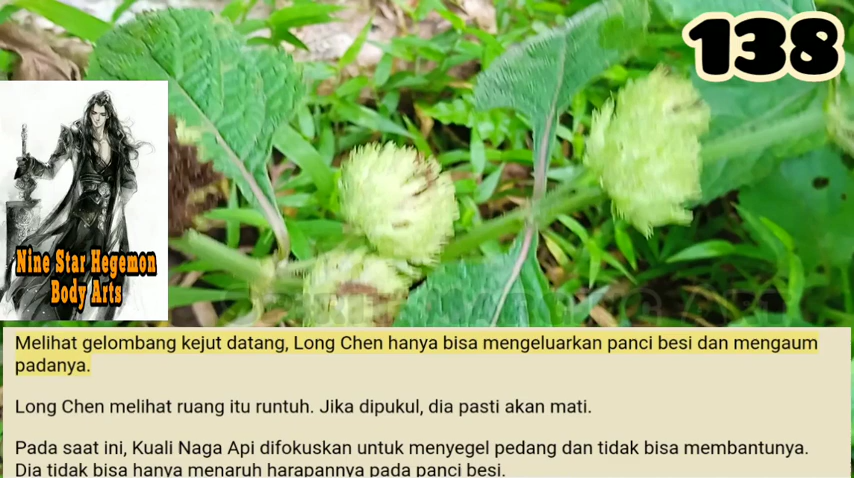 138
Nine Star Hegemon
Body Arts
Melihat gelombang kejut datang, Long Chen hanya bisa mengeluarkan panci besi dan mengaum
padanya.
Long Chen melihat ruang itu runtuh. Jika dipukul, dia pasti akan mati.
Pada saat ini, Kuali Naga Api difokuskan untuk menyegel pedang dan tidak bisa membantunya.
Dia tidak bisa hanya menaruh harapannya pada panci besi.